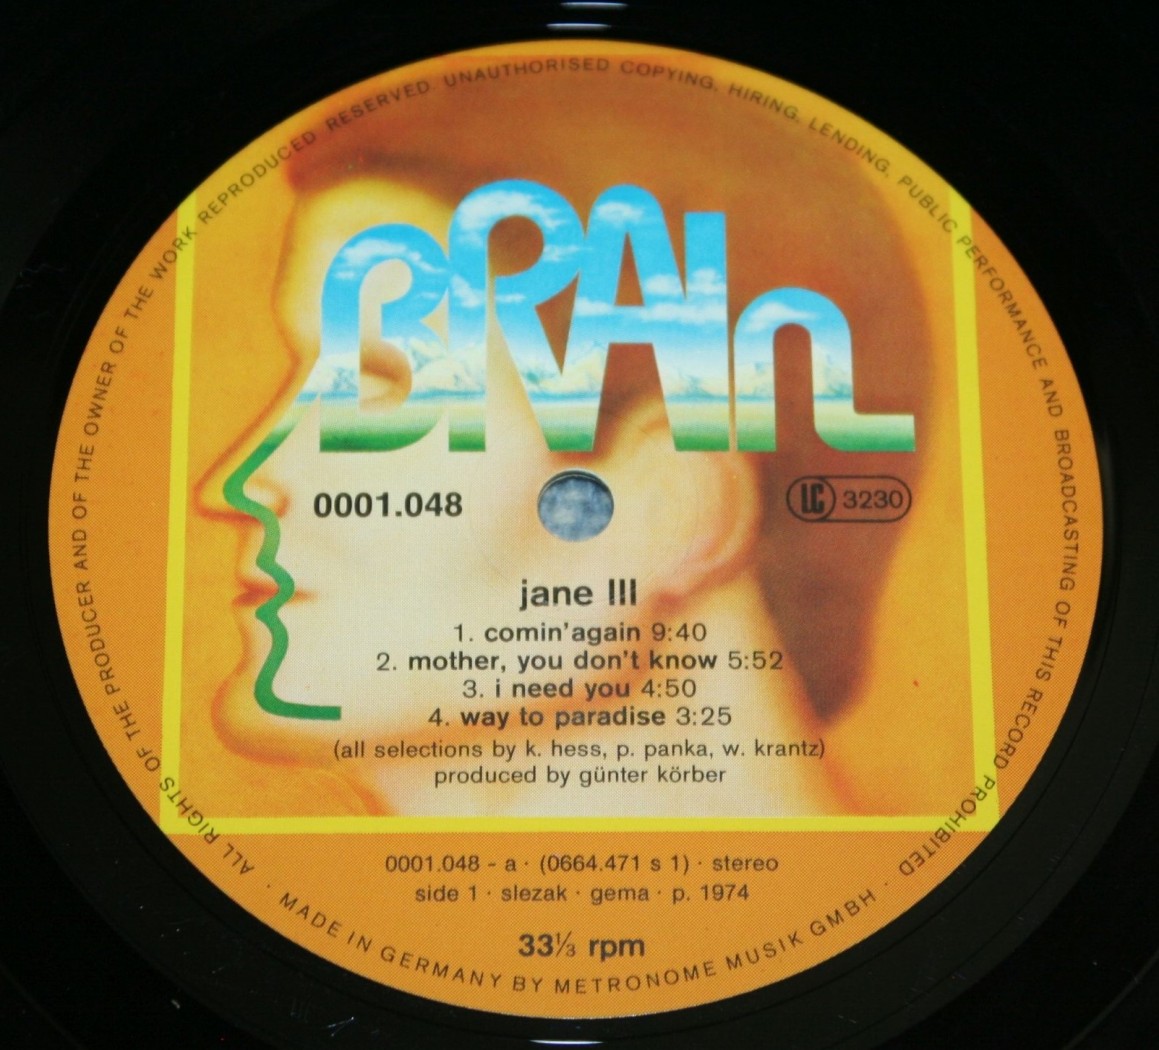 ALL RIGHTS OF THE PRODUCER AND OF THE OWNER OF THE WORK REPRODUCED RESERVED UNAUTHORISED COPYING, HIRING, LENDING, PUBLIC PERFORMANCE AND BROADCASTING OF THIS RECORD PROHIBITED
BRAIn
0001.048
LC 3230
jane III
1. comin'again 9:40
2. mother, you don't know 5:52
3. i need you 4:50
4. way to paradise 3:25
(all selections by k. hess, p. panka, w. krantz)
produced by günter körber
0001.048 - a · (0664.471 s 1) · stereo
side 1 · slezak · gema · p. 1974
33⅓ rpm
· MADE IN GERMANY BY METRONOME MUSIK GMBH ·